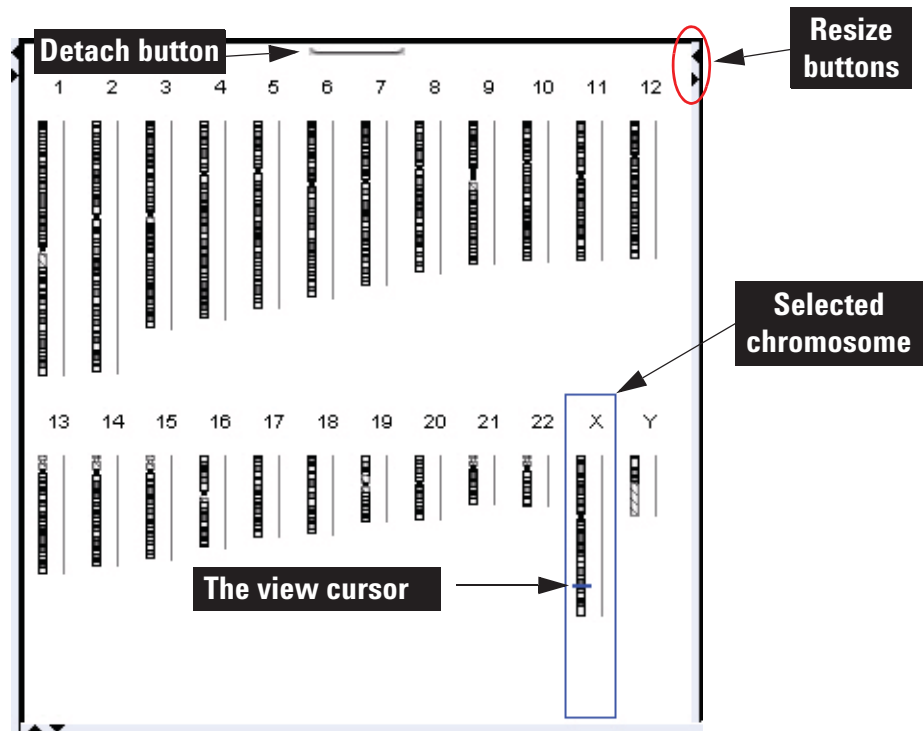 Detach button
Resize
buttons
1 2 3 4 5 6 7 8 9 10 11 12
Selected
chromosome
13 14 15 16 17 18 19 20 21 22 X Y
The view cursor